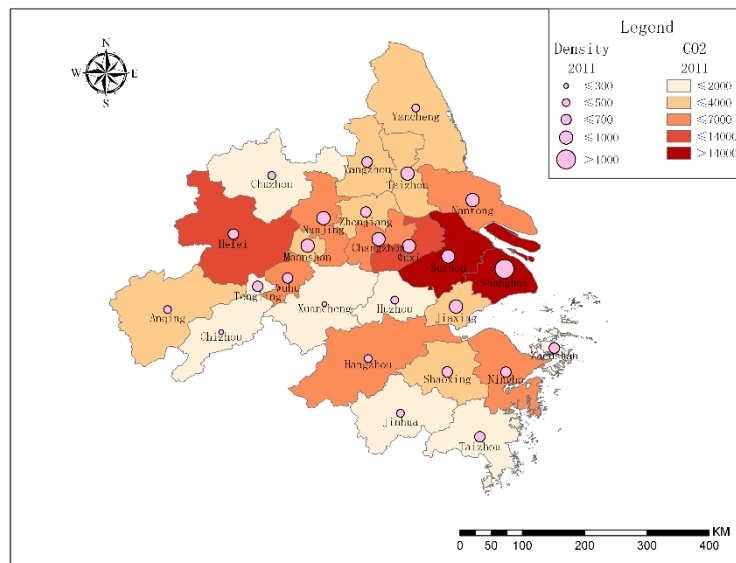 Legend
Density
CO2
2011
2011
≤300
≤500
≤700
≤1000
>1000
≤2000
≤4000
≤7000
≤14000
>14000
N
W
E
S
Yancheng
Yangzhou
Taizhou
Chuzhou
Nantong
Zhenjiang
Nanjing
Hefei
Changzhou
Wuxi
Maanshan
Suzhou
Shanghai
Wuhu
Tongling
Xuancheng
Huzhou
Jiaxing
Anqing
Chizhou
Zhoushan
Hangzhou
Shaoxing
Ningbo
Jinhua
Taizhou
KM
0 25 50 100 200 300 400